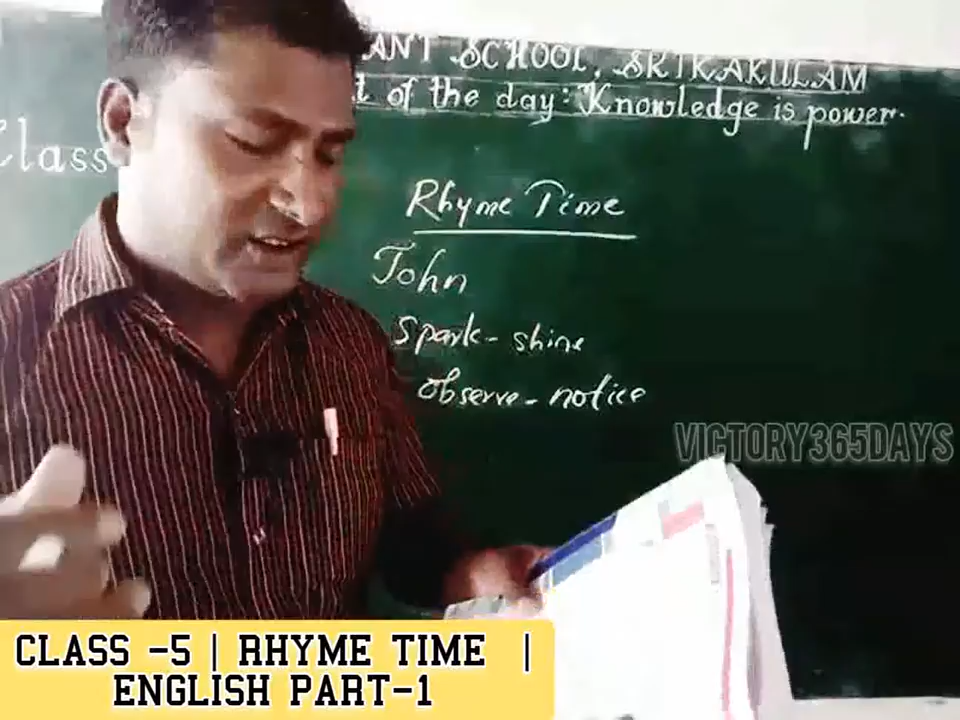 ANT SCHOOL, SRIKAKULAM
of the day: Knowledge is power.
Class
Rhyme Time
John
Spark - shine
Observe - notice
VICTORY365DAYS
CLASS -5 | RHYME TIME |
ENGLISH PART-1